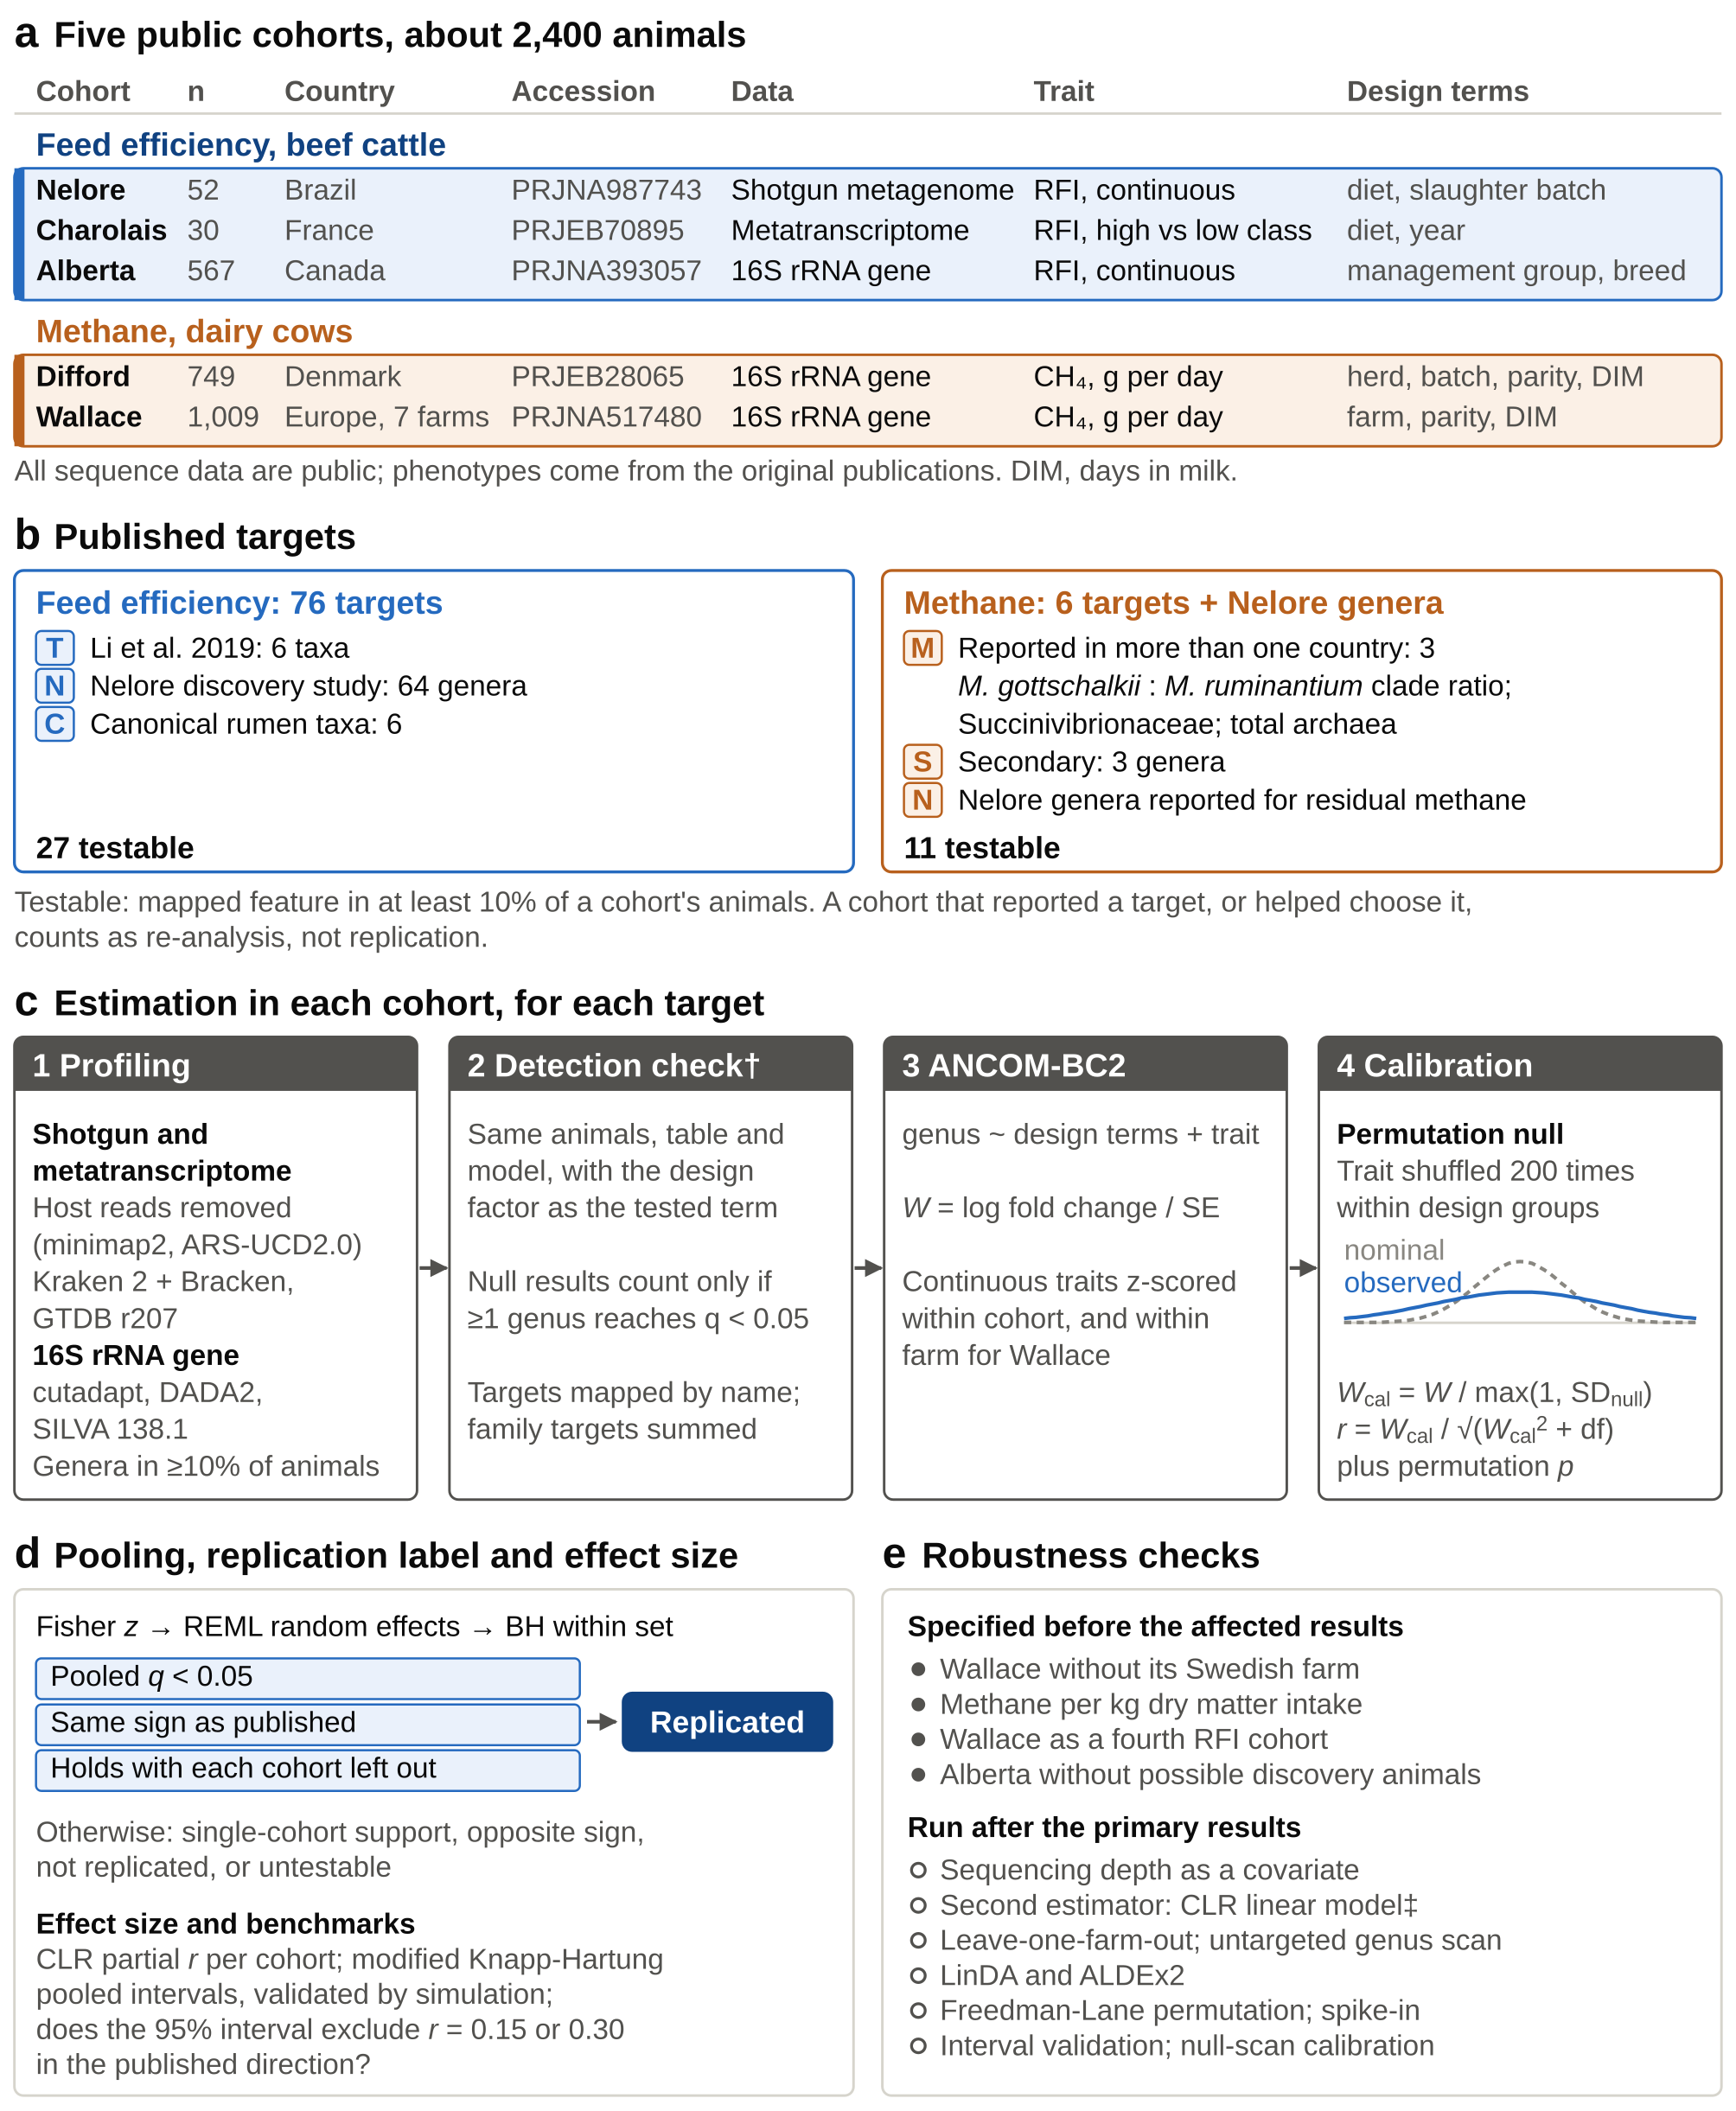 a Five public cohorts, about 2,400 animals
Cohort n Country Accession Data Trait Design terms
Feed efficiency, beef cattle
Nelore 52 Brazil PRJNA987743 Shotgun metagenome RFI, continuous diet, slaughter batch
Charolais 30 France PRJEB70895 Metatranscriptome RFI, high vs low class diet, year
Alberta 567 Canada PRJNA393057 16S rRNA gene RFI, continuous management group, breed
Methane, dairy cows
Difford 749 Denmark PRJEB28065 16S rRNA gene CH₄, g per day herd, batch, parity, DIM
Wallace 1,009 Europe, 7 farms PRJNA517480 16S rRNA gene CH₄, g per day farm, parity, DIM
All sequence data are public; phenotypes come from the original publications. DIM, days in milk.
b Published targets
Feed efficiency: 76 targets
T Li et al. 2019: 6 taxa
N Nelore discovery study: 64 genera
C Canonical rumen taxa: 6
27 testable
Methane: 6 targets + Nelore genera
M Reported in more than one country: 3
M. gottschalkii : M. ruminantium clade ratio;
Succinivibrionaceae; total archaea
S Secondary: 3 genera
N Nelore genera reported for residual methane
11 testable
Testable: mapped feature in at least 10% of a cohort's animals. A cohort that reported a target, or helped choose it,
counts as re-analysis, not replication.
c Estimation in each cohort, for each target
1 Profiling
Shotgun and
metatranscriptome
Host reads removed
(minimap2, ARS-UCD2.0)
Kraken 2 + Bracken,
GTDB r207
16S rRNA gene
cutadapt, DADA2,
SILVA 138.1
Genera in ≥10% of animals
2 Detection check†
Same animals, table and
model, with the design
factor as the tested term
Null results count only if
≥1 genus reaches q < 0.05
Targets mapped by name;
family targets summed
3 ANCOM-BC2
genus ~ design terms + trait
W = log fold change / SE
Continuous traits z-scored
within cohort, and within
farm for Wallace
4 Calibration
Permutation null
Trait shuffled 200 times
within design groups
nominal
observed
Wcal = W / max(1, SDnull)
r = Wcal / √(Wcal² + df)
plus permutation p
d Pooling, replication label and effect size
Fisher z → REML random effects → BH within set
Pooled q < 0.05
Same sign as published
Holds with each cohort left out
Replicated
Otherwise: single-cohort support, opposite sign,
not replicated, or untestable
Effect size and benchmarks
CLR partial r per cohort; modified Knapp-Hartung
pooled intervals, validated by simulation;
does the 95% interval exclude r = 0.15 or 0.30
in the published direction?
e Robustness checks
Specified before the affected results
● Wallace without its Swedish farm
● Methane per kg dry matter intake
● Wallace as a fourth RFI cohort
● Alberta without possible discovery animals
Run after the primary results
○ Sequencing depth as a covariate
○ Second estimator: CLR linear model‡
○ Leave-one-farm-out; untargeted genus scan
○ LinDA and ALDEx2
○ Freedman-Lane permutation; spike-in
○ Interval validation; null-scan calibration